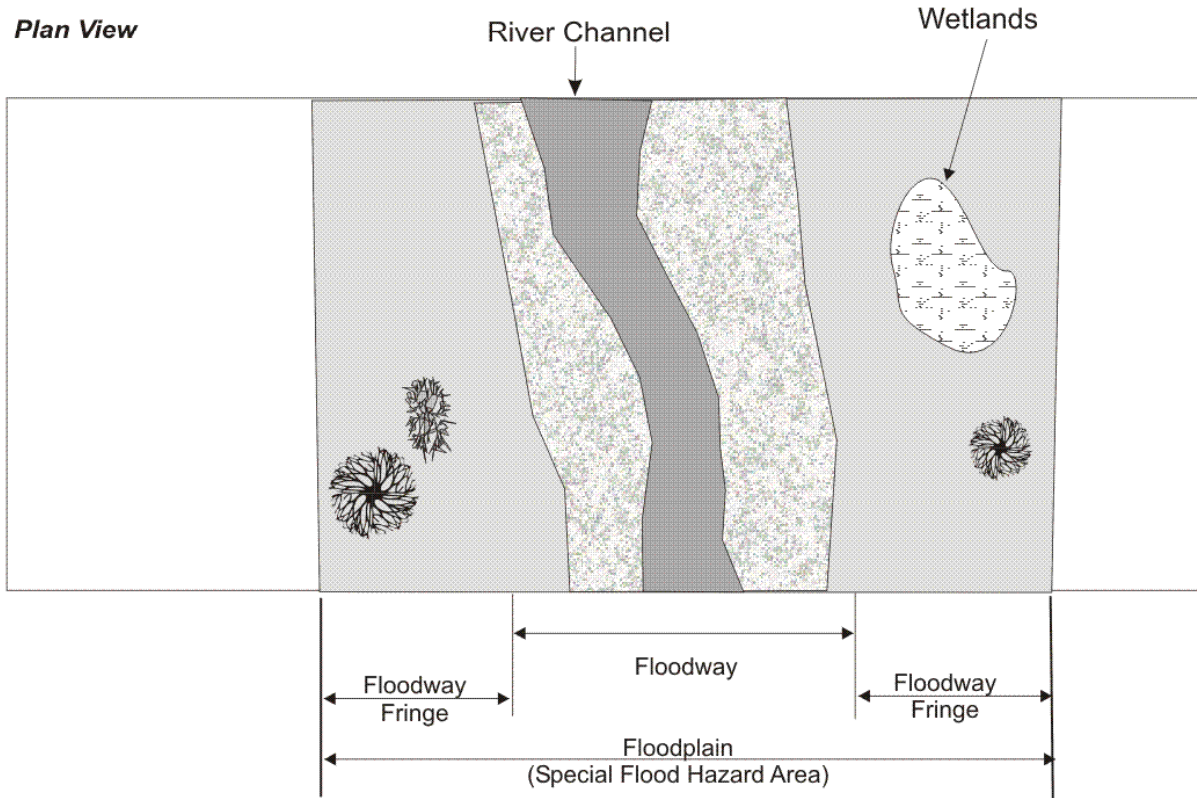 Plan View
River Channel
Wetlands
Floodway
Fringe
Floodway
Floodway
Fringe
Floodplain
(Special Flood Hazard Area)